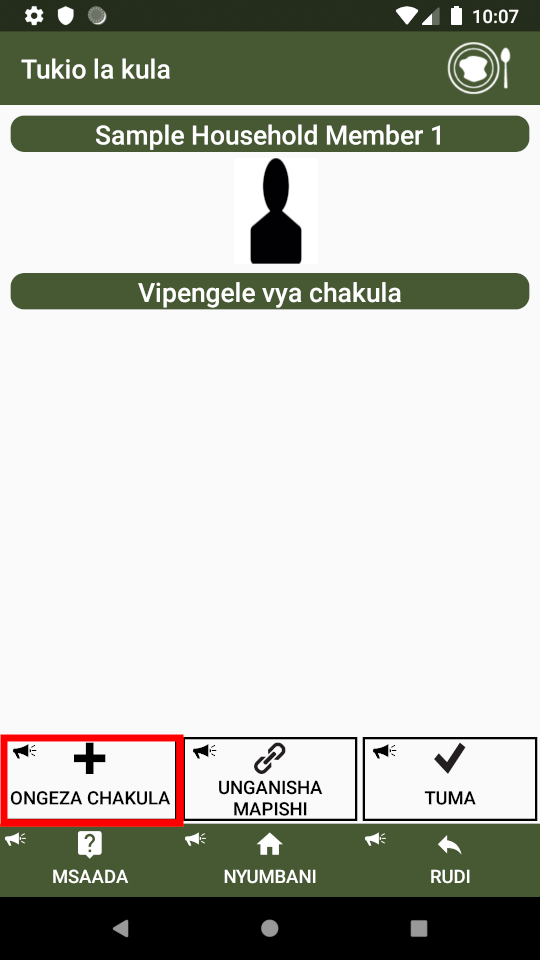 10:07
Tukio la kula
Sample Household Member 1
Vipengele vya chakula
ONGEZA CHAKULA
UNGANISHA
MAPISHI
TUMA
MSAADA
NYUMBANI
RUDI